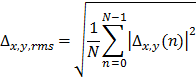 Δx,y,rms = √(1/N ∑_{n=0}^{N-1} |Δx,y(n)|²)